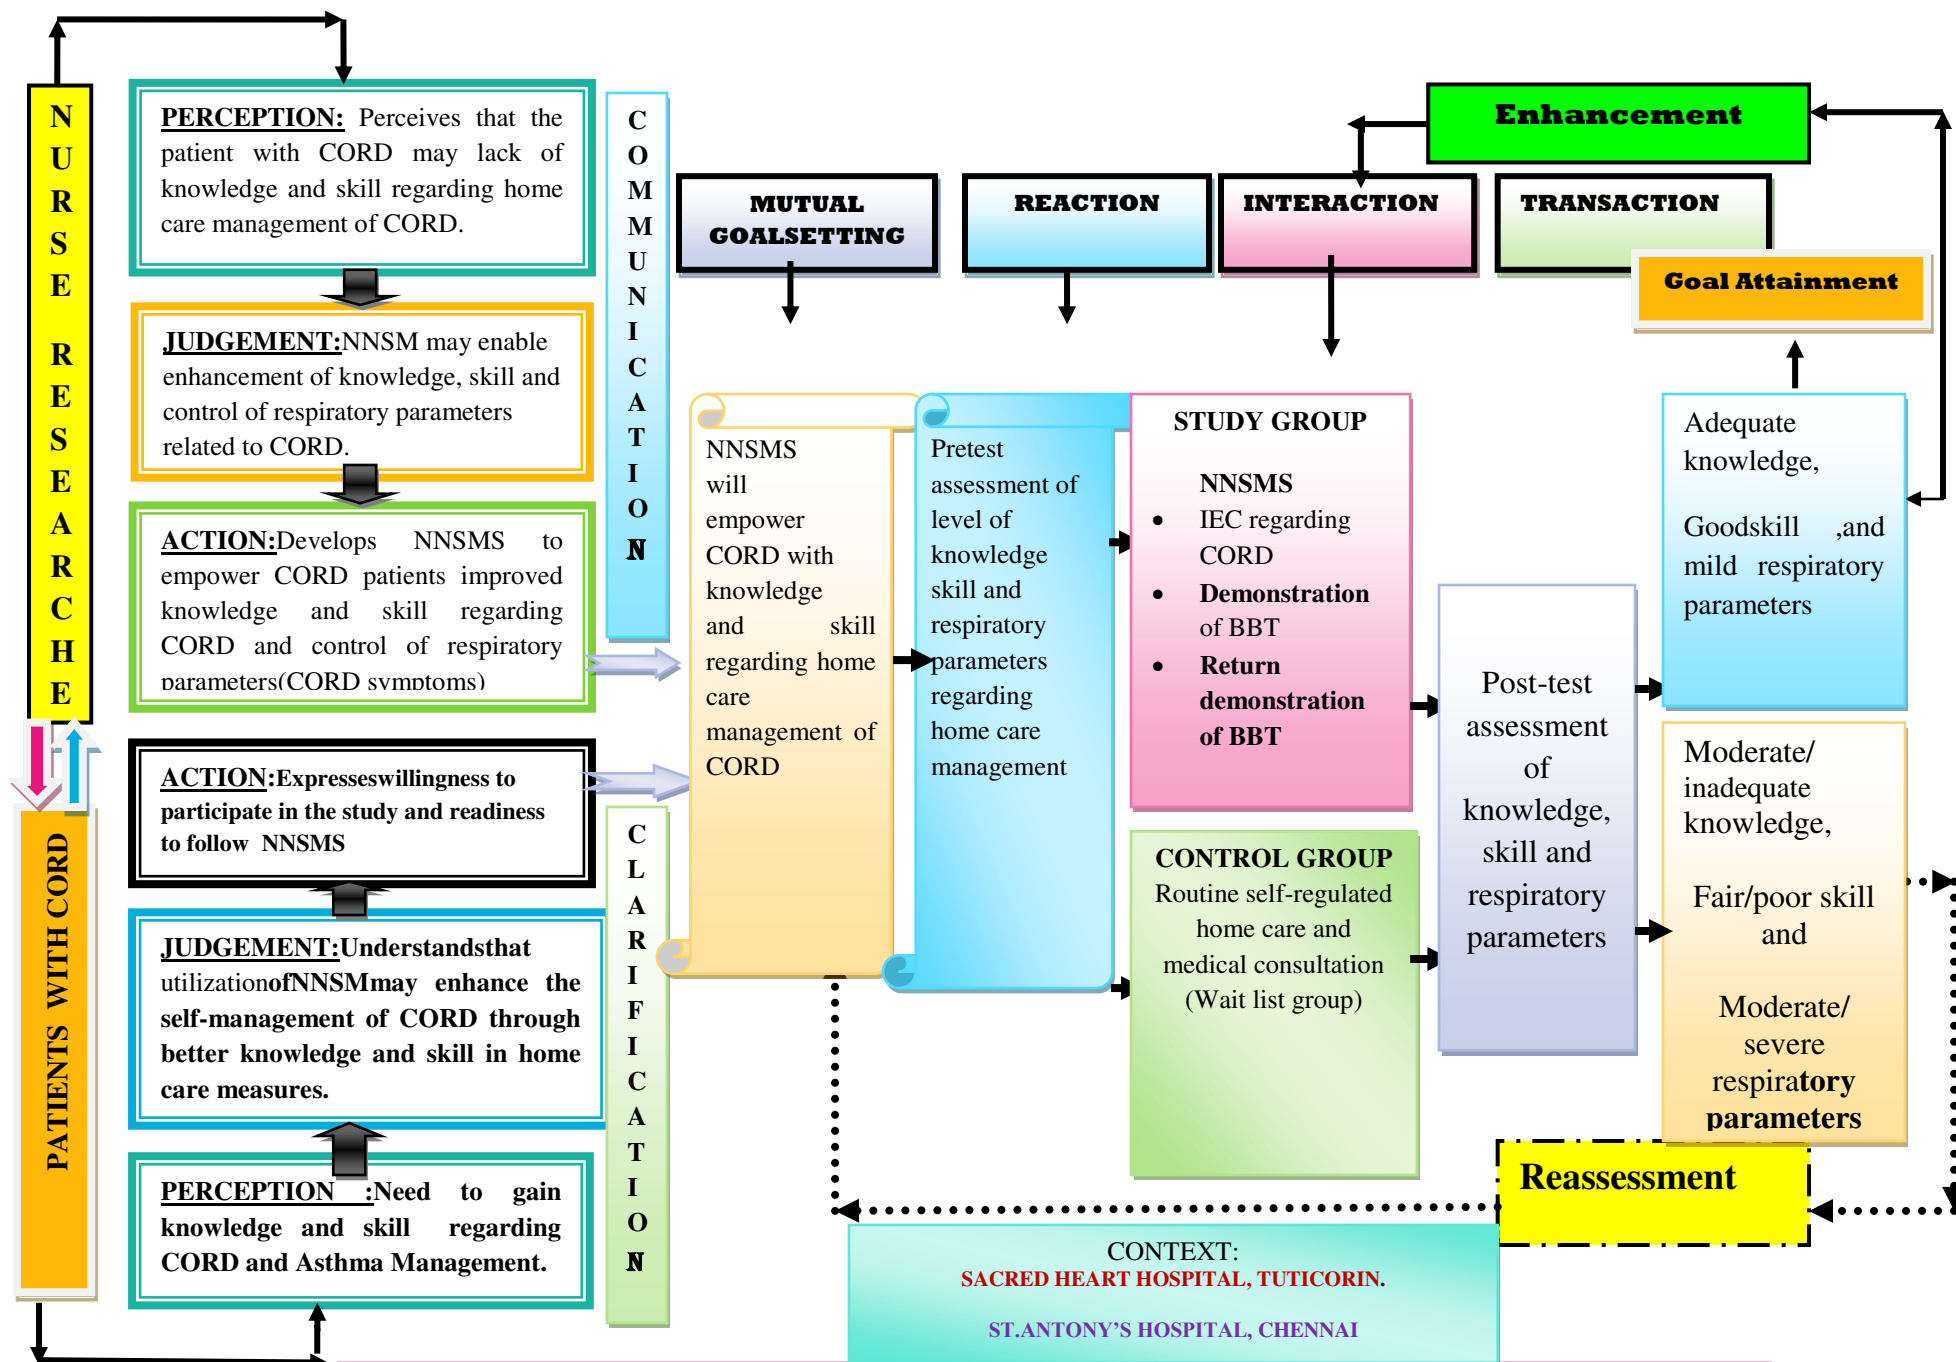 NURSE RESEARCHE
PERCEPTION: Perceives that the
patient with CORD may lack of
knowledge and skill regarding home
care management of CORD.
JUDGEMENT:NNSM may enable
enhancement of knowledge, skill and
control of respiratory parameters
related to CORD.
ACTION:Develops NNSMS to
empower CORD patients improved
knowledge and skill regarding
CORD and control of respiratory
parameters(CORD symptoms)
PATIENTS WITH CORD
ACTION:Expresseswillingness to
participate in the study and readiness
to follow NNSMS
JUDGEMENT:Understandsthat
utilizationofNNSMmay enhance the
self-management of CORD through
better knowledge and skill in home
care measures.
PERCEPTION :Need to gain
knowledge and skill regarding
CORD and Asthma Management.
COMMUNICATION
CLARIFICATION
MUTUAL
GOALSETTING
REACTION
INTERACTION
TRANSACTION
Enhancement
Goal Attainment
NNSMS
will
empower
CORD with
knowledge
and skill
regarding home
care
management of
CORD
Pretest
assessment of
level of
knowledge
skill and
respiratory
parameters
regarding
home care
management
STUDY GROUP
NNSMS
• IEC regarding
CORD
• Demonstration
of BBT
• Return
demonstration
of BBT
CONTROL GROUP
Routine self-regulated
home care and
medical consultation
(Wait list group)
Post-test
assessment
of
knowledge,
skill and
respiratory
parameters
Adequate
knowledge,
Goodskill ,and
mild respiratory
parameters
Moderate/
inadequate
knowledge,
Fair/poor skill
and
Moderate/
severe
respiratory
parameters
Reassessment
CONTEXT:
SACRED HEART HOSPITAL, TUTICORIN.
ST.ANTONY'S HOSPITAL, CHENNAI